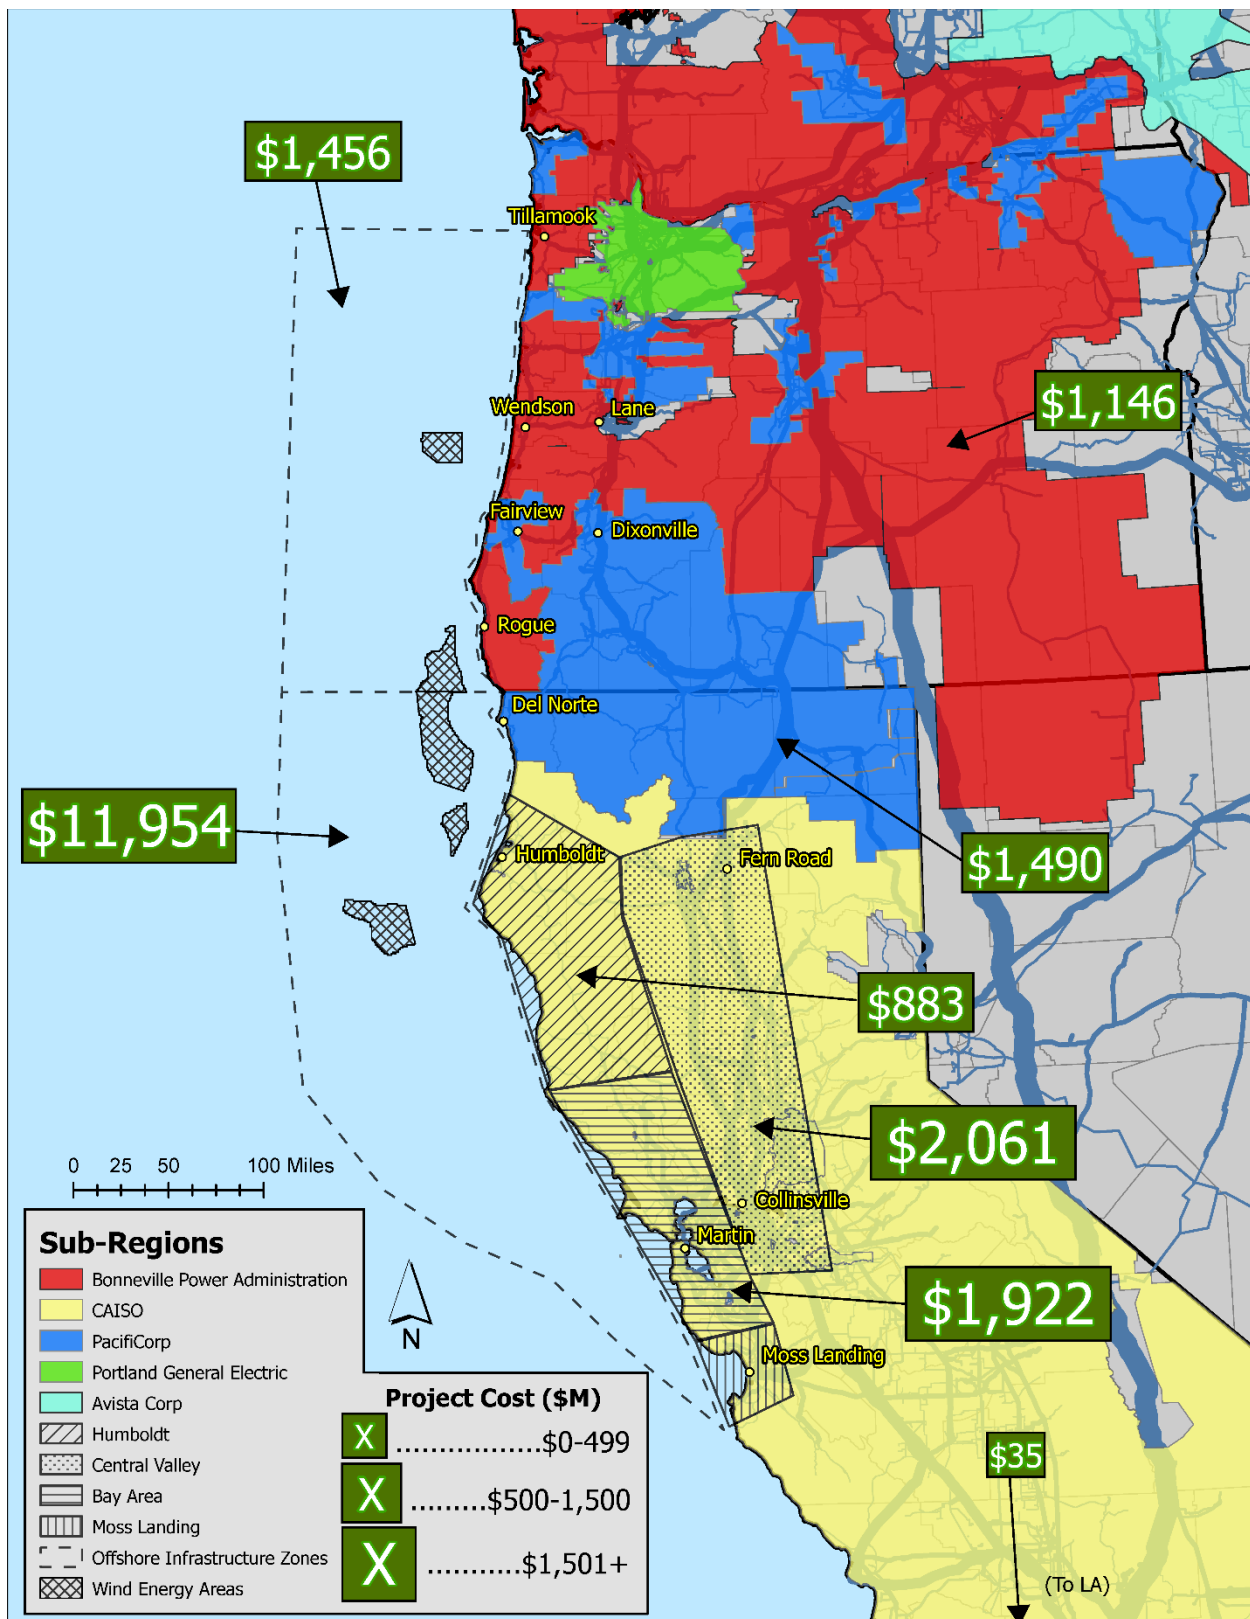 $1,456
Tillamook
$1,146
Wendson
Lane
Fairview
Dixonville
Rogue
Del Norte
$11,954
Humboldt
Fern Road
$1,490
$883
$2,061
0 25 50 100 Miles
Collinsville
Martin
$1,922
Moss Landing
N
Sub-Regions
Bonneville Power Administration
CAISO
PacifiCorp
Portland General Electric
Avista Corp
Humboldt
Central Valley
Bay Area
Moss Landing
Offshore Infrastructure Zones
Wind Energy Areas
Project Cost ($M)
X ..................$0-499
X .........$500-1,500
X ...........$1,501+
$35
(To LA)